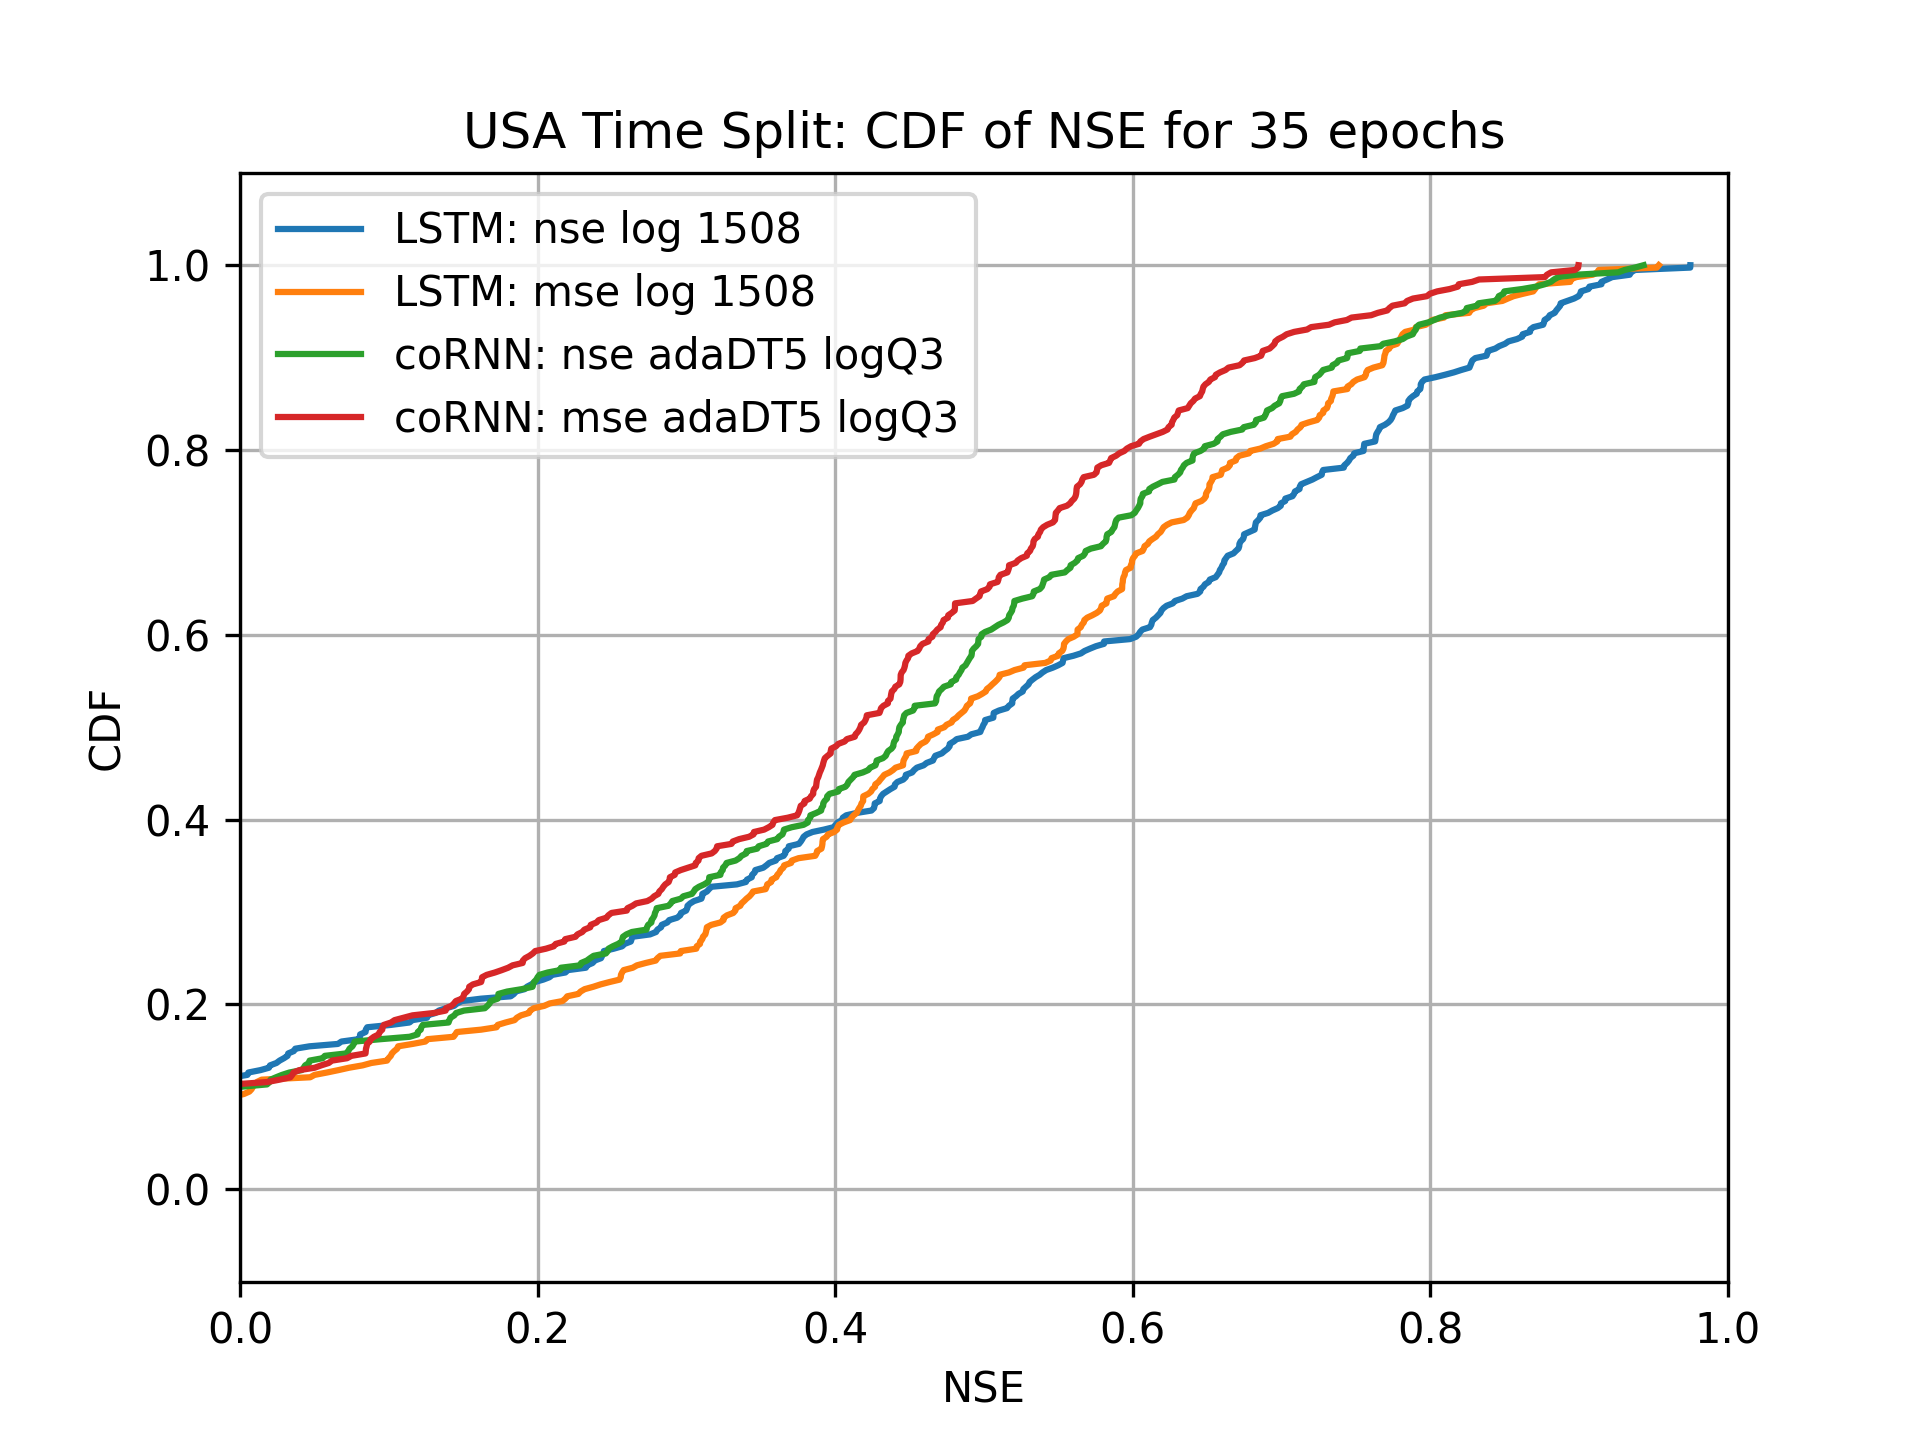 USA Time Split: CDF of NSE for 35 epochs
LSTM: nse log 1508
LSTM: mse log 1508
coRNN: nse adaDT5 logQ3
coRNN: mse adaDT5 logQ3
1.0
0.8
0.6
0.4
0.2
0.0
CDF
0.0 0.2 0.4 0.6 0.8 1.0
NSE